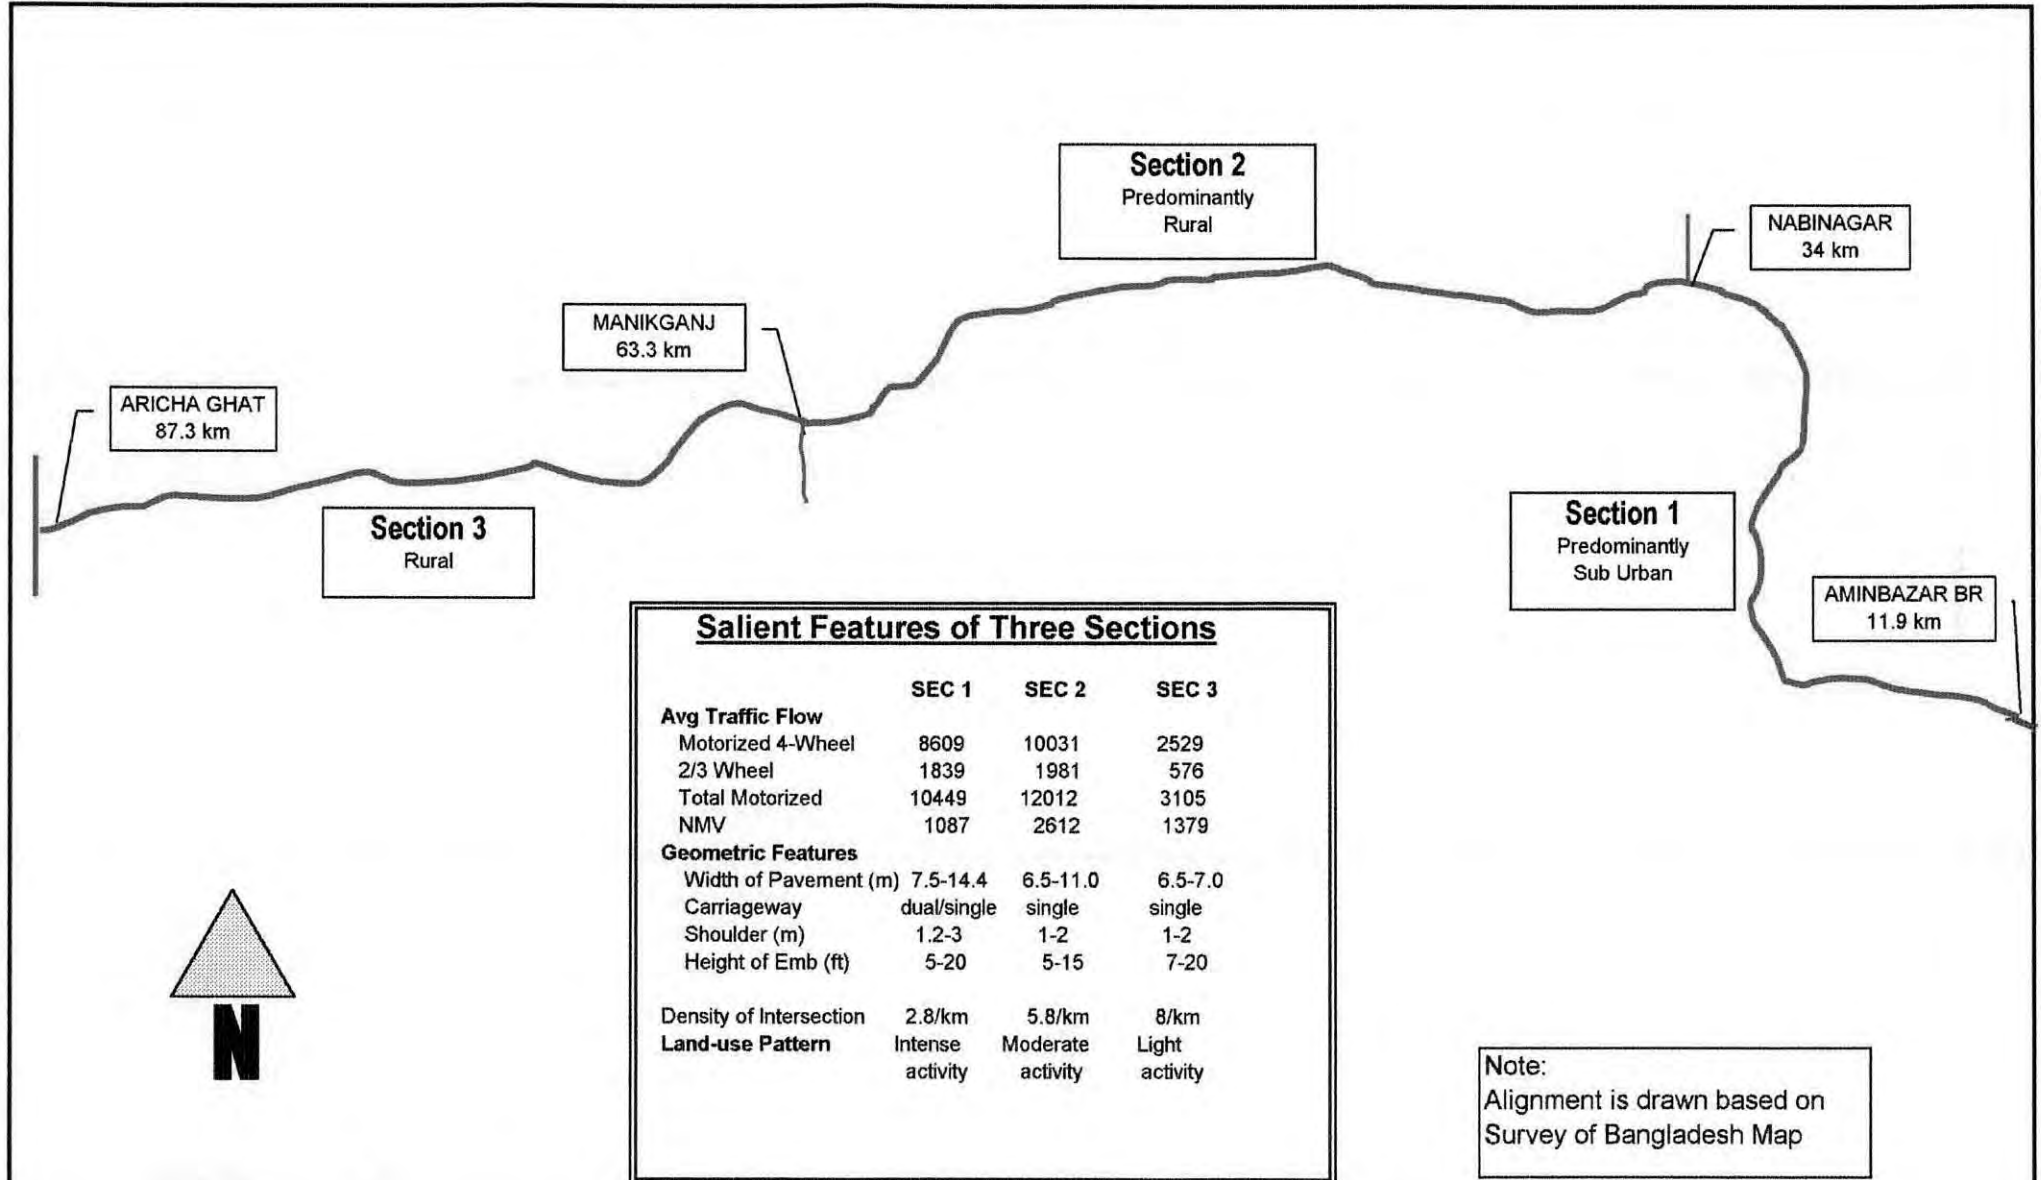 Section 2
Predominantly
Rural
NABINAGAR
34 km
MANIKGANJ
63.3 km
ARICHA GHAT
87.3 km
Section 3
Rural
Section 1
Predominantly
Sub Urban
AMINBAZAR BR
11.9 km
Salient Features of Three Sections
SEC 1 SEC 2 SEC 3
Avg Traffic Flow
Motorized 4-Wheel 8609 10031 2529
2/3 Wheel 1839 1981 576
Total Motorized 10449 12012 3105
NMV 1087 2612 1379
Geometric Features
Width of Pavement (m) 7.5-14.4 6.5-11.0 6.5-7.0
Carriageway dual/single single single
Shoulder (m) 1.2-3 1-2 1-2
Height of Emb (ft) 5-20 5-15 7-20
Density of Intersection 2.8/km 5.8/km 8/km
Land-use Pattern Intense Moderate Light
activity activity activity
N
Note:
Alignment is drawn based on
Survey of Bangladesh Map